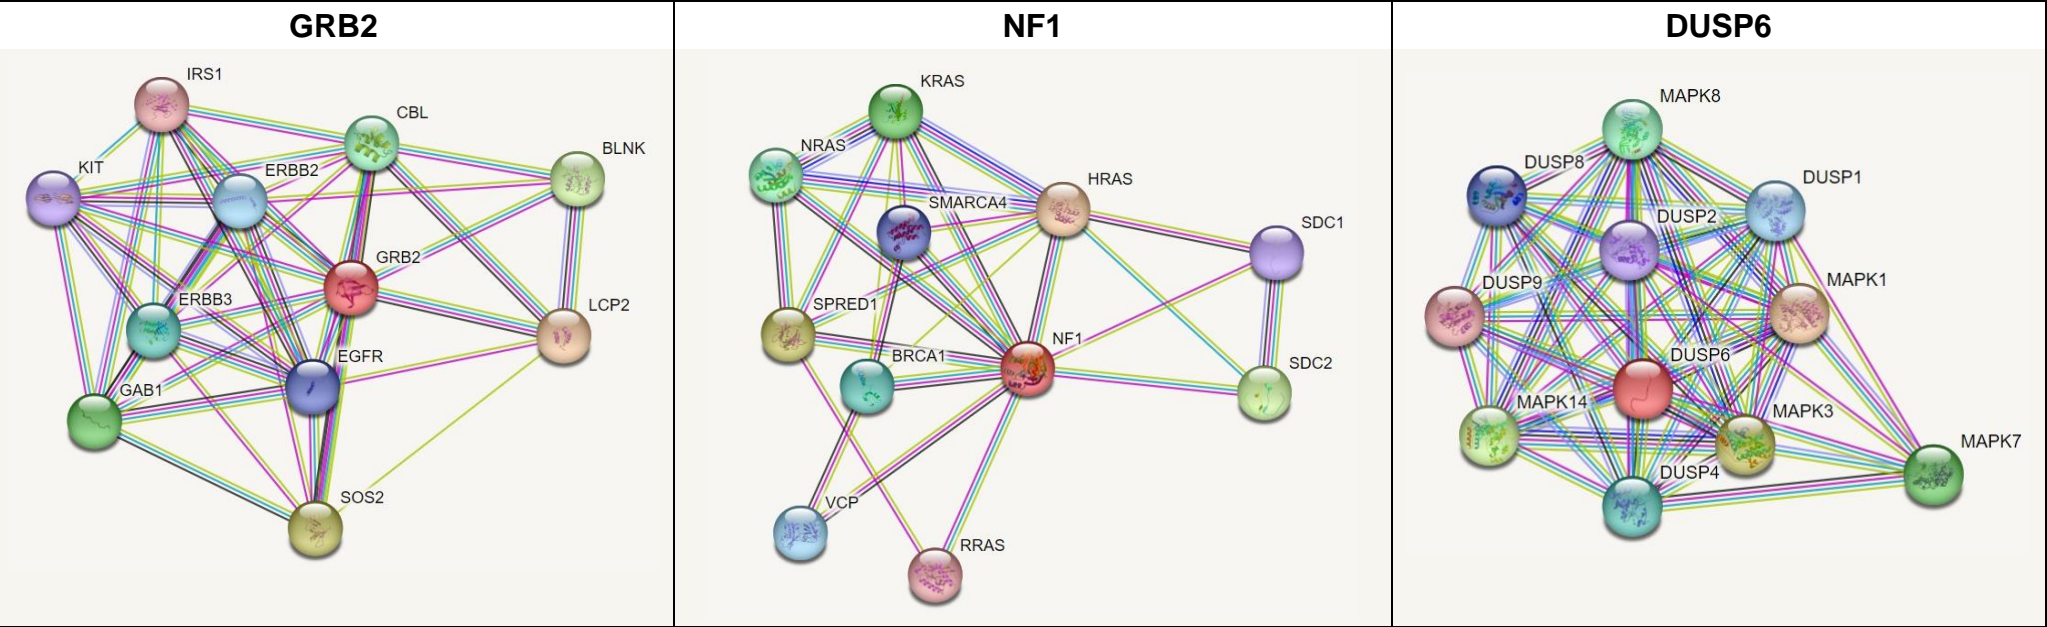 GRB2
IRS1
CBL
BLNK
KIT
ERBB2
GRB2
ERBB3
LCP2
EGFR
GAB1
SOS2
NF1
KRAS
NRAS
HRAS
SMARCA4
SDC1
SPRED1
NF1
BRCA1
SDC2
VCP
RRAS
DUSP6
MAPK8
DUSP8
DUSP1
DUSP2
DUSP9
MAPK1
DUSP6
MAPK14
MAPK3
MAPK7
DUSP4